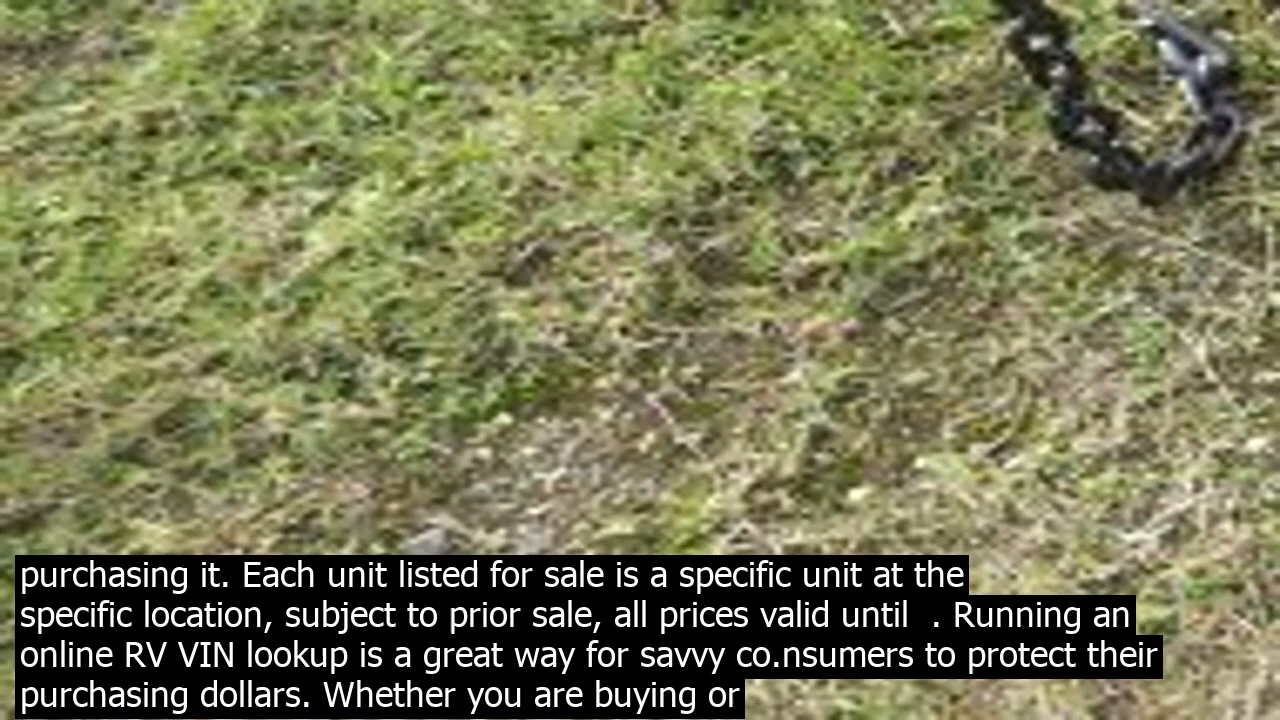 purchasing it. Each unit listed for sale is a specific unit at the
specific location, subject to prior sale, all prices valid until  . Running an
online RV VIN lookup is a great way for savvy co.nsumers to protect their
purchasing dollars. Whether you are buying or